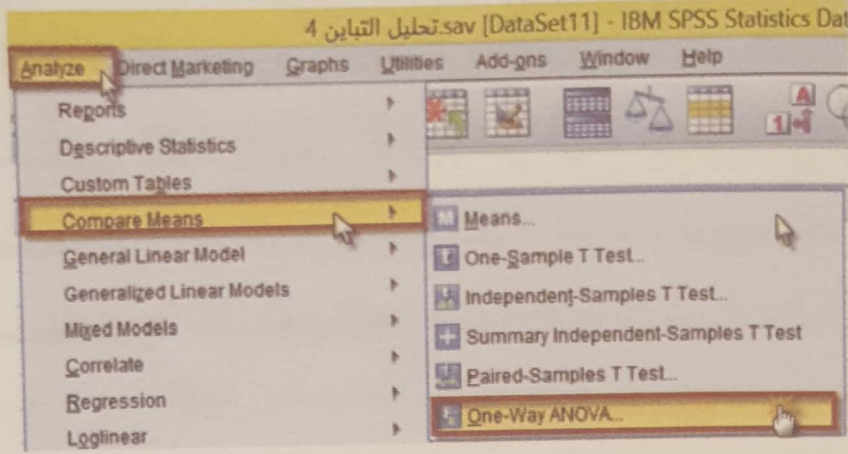 تحليل التباين 4.sav [DataSet11] - IBM SPSS Statistics Dat
Analyze Direct Marketing Graphs Utilities Add-ons Window Help
Reports
Descriptive Statistics
Custom Tables
Compare Means
General Linear Model
Generalized Linear Models
Mixed Models
Correlate
Regression
Loglinear
A
1
M Means...
One-Sample T Test...
Independent-Samples T Test...
Summary Independent-Samples T Test
Paired-Samples T Test...
One-Way ANOVA...